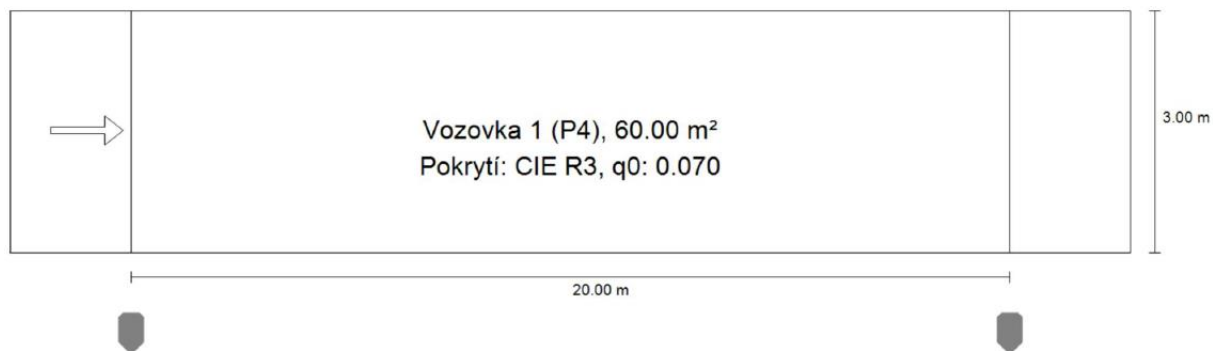 Vozovka 1 (P4), 60.00 m²
Pokrytí: CIE R3, q0: 0.070
3.00 m
20.00 m